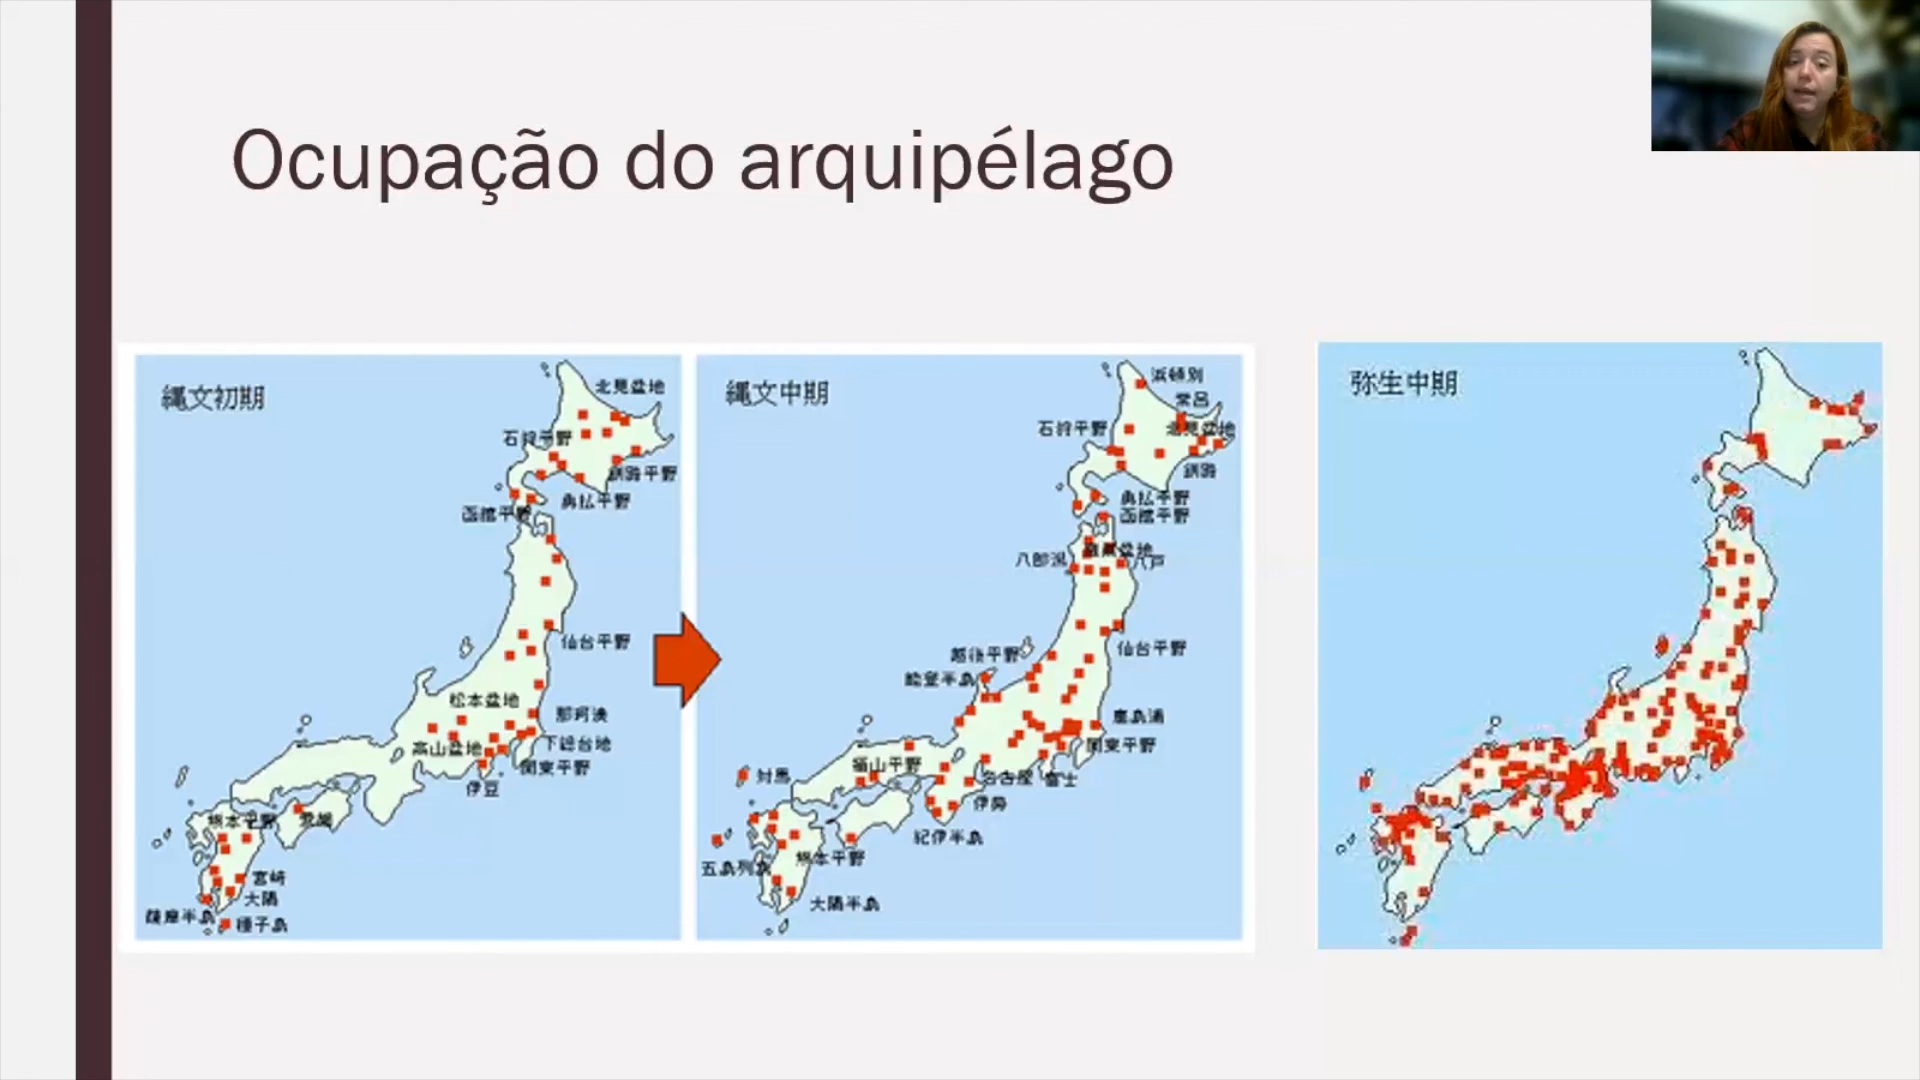 Ocupação do arquipélago
縄文初期
北見盆地
石狩平野
釧路平野
勇払平野
函館平野
仙台平野
松本盆地
那珂湊
高山盆地
下総台地
関東平野
伊豆
熊本平野
愛媛
宮崎
大隅
薩摩半島
種子島
縄文中期
浜頓別
常呂
石狩平野
北見盆地
釧路
勇払平野
函館平野
八郎潟
八戸
越後平野
仙台平野
能登半島
鹿島浦
関東平野
福山平野
対馬
名古屋
富士
伊勢
紀伊半島
五島列島
熊本平野
大隅半島
弥生中期